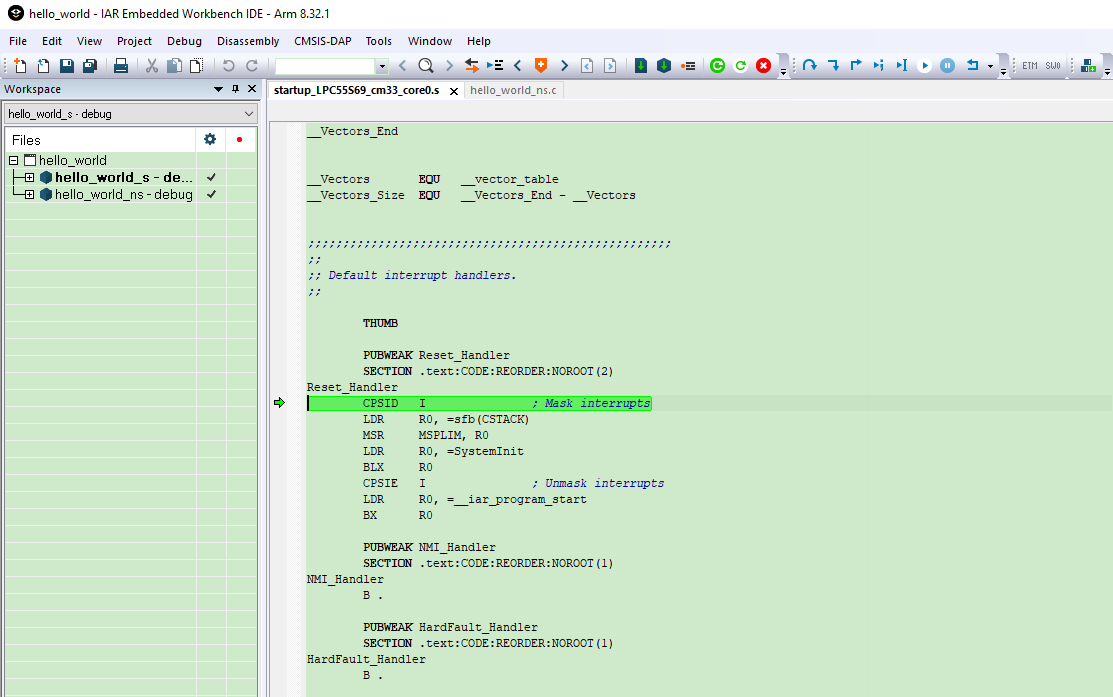 hello_world - IAR Embedded Workbench IDE - Arm 8.32.1
File Edit View Project Debug Disassembly CMSIS-DAP Tools Window Help
ETM SWO
Workspace
startup_LPC55S69_cm33_core0.s hello_world_ns.c
hello_world_s - debug
Files
hello_world
hello_world_s - de...
hello_world_ns - debug
__Vectors_End
__Vectors EQU __vector_table
__Vectors_Size EQU __Vectors_End - __Vectors
;;;;;;;;;;;;;;;;;;;;;;;;;;;;;;;;;;;;;;;;;;;;;;;;;;;;
;;
;; Default interrupt handlers.
;;
THUMB
PUBWEAK Reset_Handler
SECTION .text:CODE:REORDER:NOROOT(2)
Reset_Handler
CPSID I ; Mask interrupts
LDR R0, =sfb(CSTACK)
MSR MSPLIM, R0
LDR R0, =SystemInit
BLX R0
CPSIE I ; Unmask interrupts
LDR R0, =__iar_program_start
BX R0
PUBWEAK NMI_Handler
SECTION .text:CODE:REORDER:NOROOT(1)
NMI_Handler
B .
PUBWEAK HardFault_Handler
SECTION .text:CODE:REORDER:NOROOT(1)
HardFault_Handler
B .